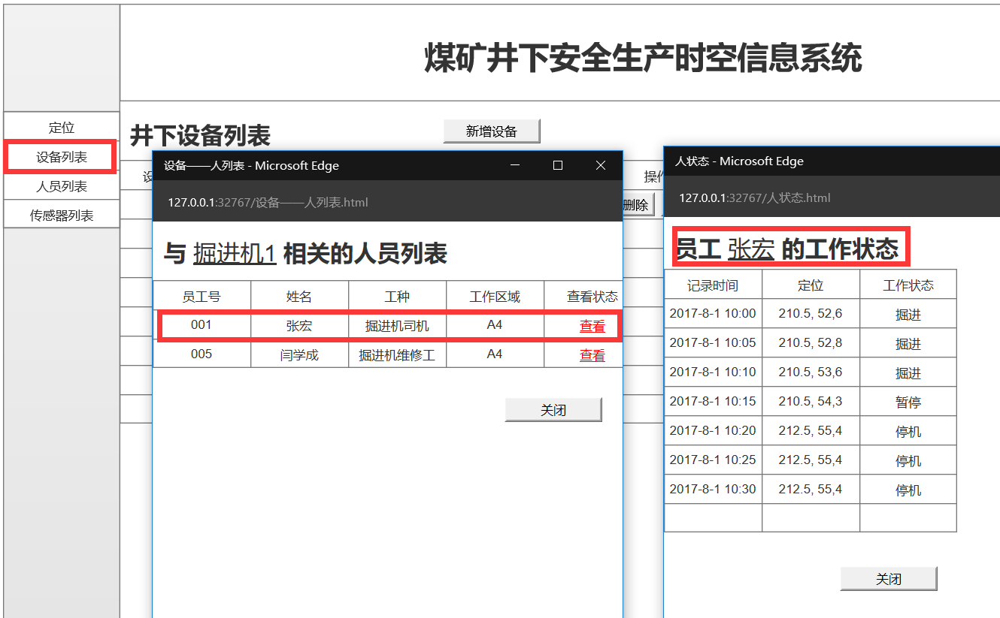 煤矿井下安全生产时空信息系统
定位
设备列表
人员列表
传感器列表
井下设备列表
新增设备
设
操作
删除
设备——人列表 - Microsoft Edge
127.0.0.1:32767/设备——人列表.html
与 掘进机1 相关的人员列表
员工号 姓名 工种 工作区域 查看状态
001 张宏 掘进机司机 A4 查看
005 闫学成 掘进机维修工 A4 查看
关闭
人状态 - Microsoft Edge
127.0.0.1:32767/人状态.html
员工 张宏 的工作状态
记录时间 定位 工作状态
2017-8-1 10:00 210.5, 52,6 掘进
2017-8-1 10:05 210.5, 52,8 掘进
2017-8-1 10:10 210.5, 53,6 掘进
2017-8-1 10:15 210.5, 54,3 暂停
2017-8-1 10:20 212.5, 55,4 停机
2017-8-1 10:25 212.5, 55,4 停机
2017-8-1 10:30 212.5, 55,4 停机
关闭